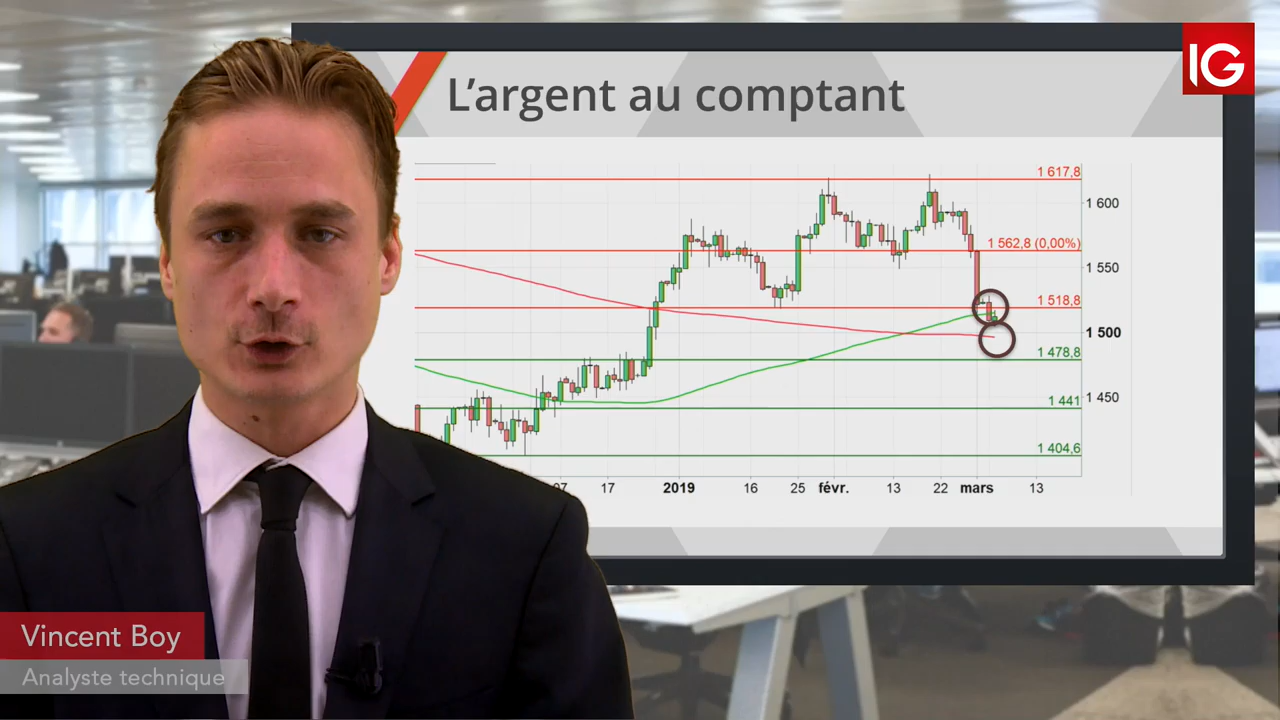 IG
L’argent au comptant
1 617,8
1 600
1 562,8 (0,00%)
1 550
1 518,8
1 500
1 478,8
1 450
1 441
1 404,6
07 17 2019 16 25 févr. 13 22 mars 13
Vincent Boy
Analyste technique